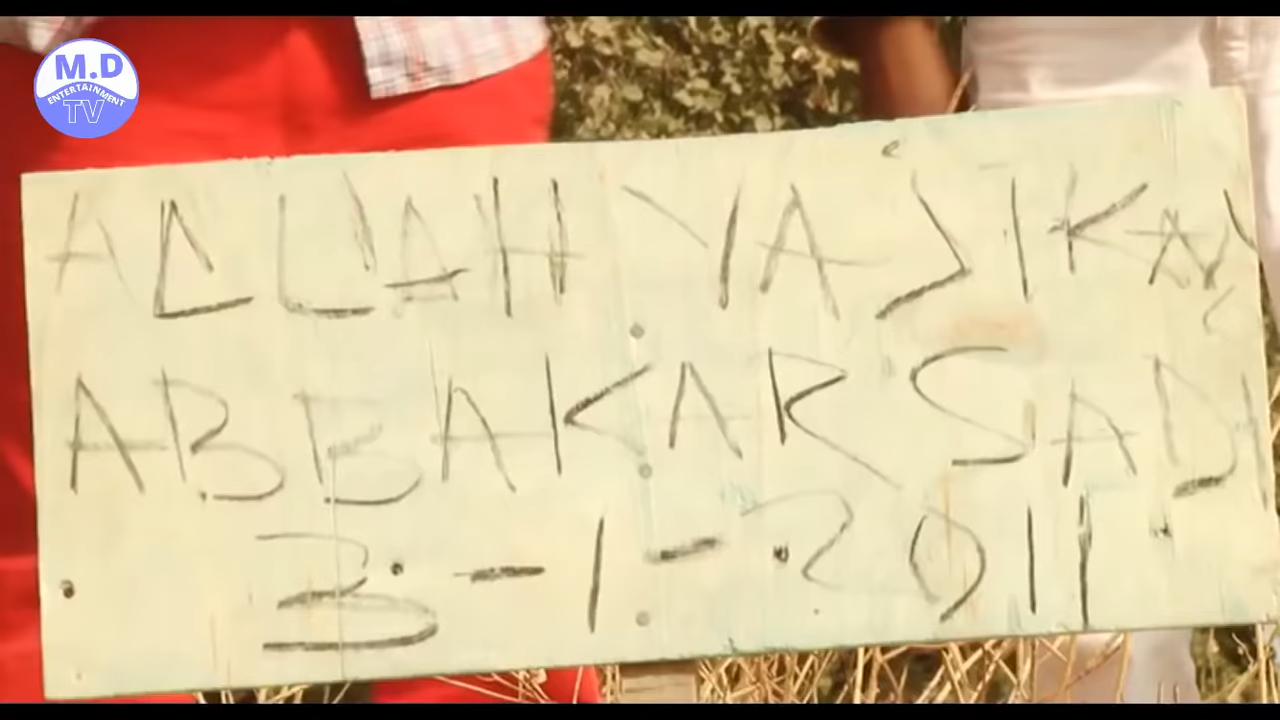 M.D
ENTERTAINMENT
TV
ALLAH YA JIKAN
ABBAKAR SADI
3-1-2011